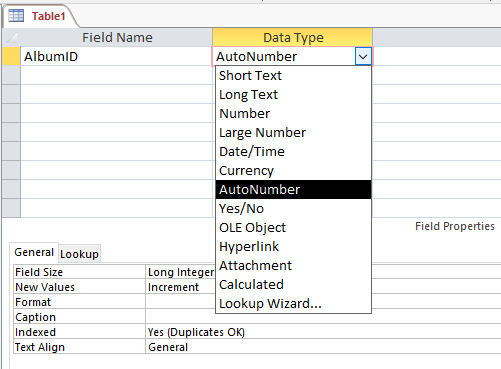 Table1
Field Name Data Type
AlbumID AutoNumber
Short Text
Long Text
Number
Large Number
Date/Time
Currency
AutoNumber
Yes/No
OLE Object
Hyperlink
Attachment
Calculated
Lookup Wizard...
Field Properties
General Lookup
Field Size Long Integer
New Values Increment
Format
Caption
Indexed Yes (Duplicates OK)
Text Align General